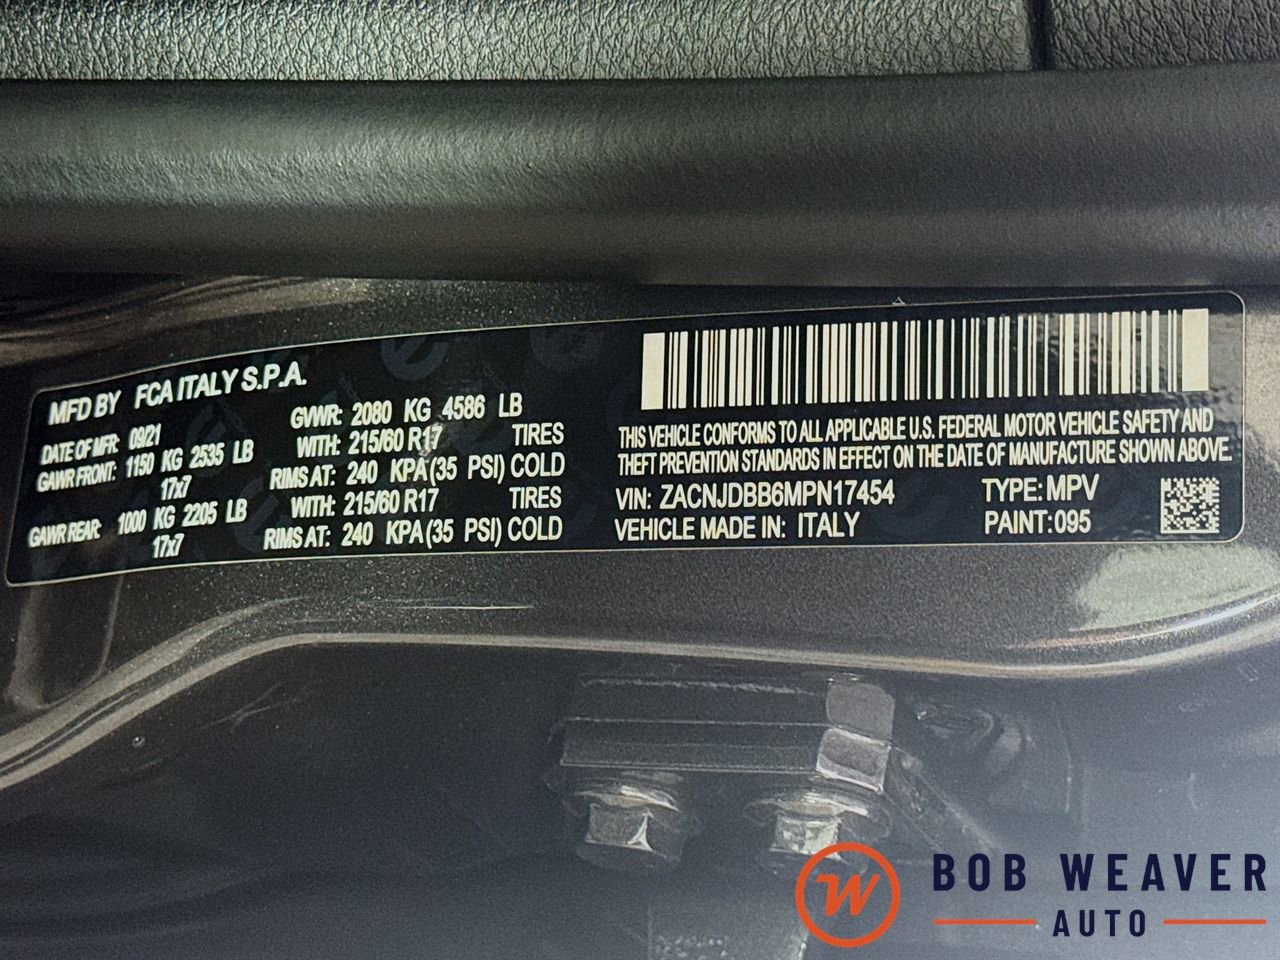 MFD BY FCA ITALY S.P.A.
DATE OF MFR: 09/21 GVWR: 2080 KG 4586 LB
GAWR FRONT: 1150 KG 2535 LB WITH: 215/60 R17 TIRES
17x7 RIMS AT: 240 KPA(35 PSI) COLD
GAWR REAR: 1000 KG 2205 LB WITH: 215/60 R17 TIRES
17x7 RIMS AT: 240 KPA(35 PSI) COLD
THIS VEHICLE CONFORMS TO ALL APPLICABLE U.S. FEDERAL MOTOR VEHICLE SAFETY AND
THEFT PREVENTION STANDARDS IN EFFECT ON THE DATE OF MANUFACTURE SHOWN ABOVE.
VIN: ZACNJDBB6MPN17454 TYPE: MPV
VEHICLE MADE IN: ITALY PAINT: 095
W BOB WEAVER
AUTO